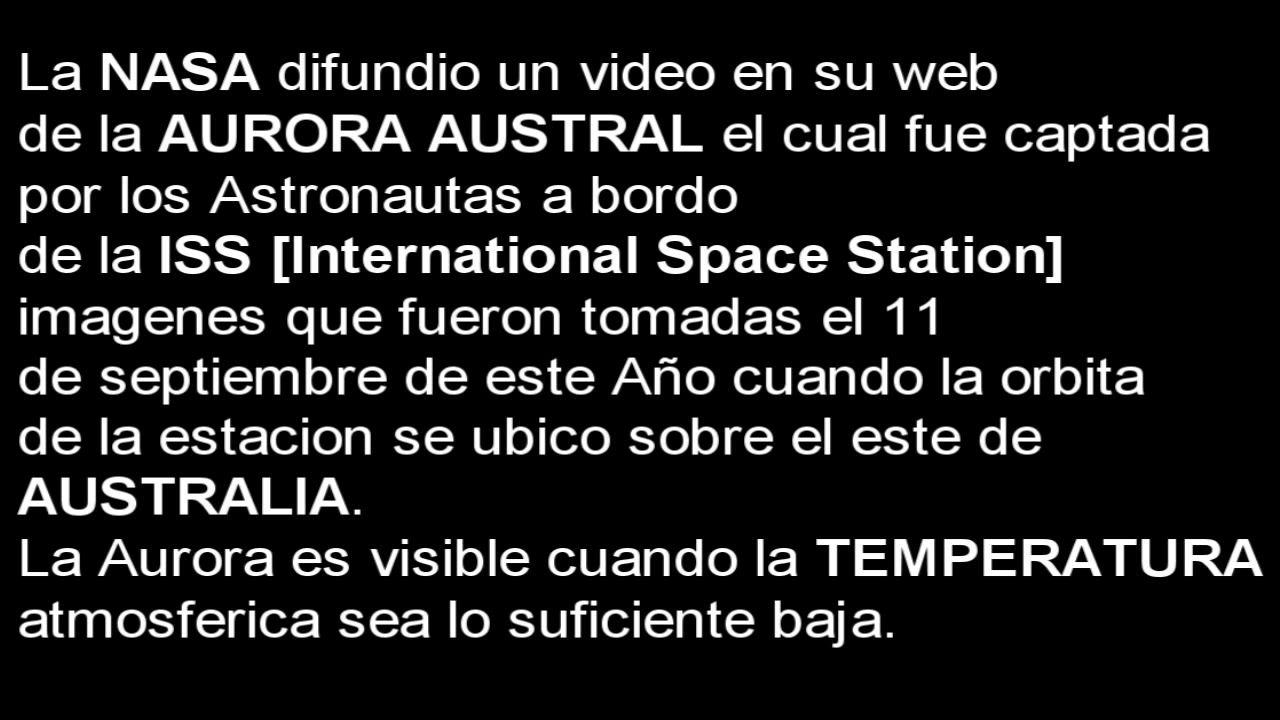 La NASA difundio un video en su web
de la AURORA AUSTRAL el cual fue captada
por los Astronautas a bordo
de la ISS [International Space Station]
imagenes que fueron tomadas el 11
de septiembre de este Año cuando la orbita
de la estacion se ubico sobre el este de
AUSTRALIA.
La Aurora es visible cuando la TEMPERATURA
atmosferica sea lo suficiente baja.